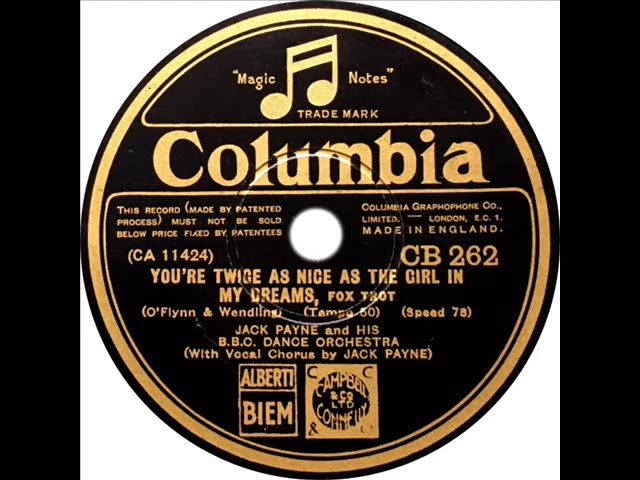 "Magic Notes"
TRADE MARK
Columbia
THIS RECORD (MADE BY PATENTED
PROCESS) MUST NOT BE SOLD
BELOW PRICE FIXED BY PATENTEES
COLUMBIA GRAPHOPHONE CO.,
LIMITED. — LONDON, E.C. 1.
MADE IN ENGLAND.
(CA 11424)
CB 262
YOU'RE TWICE AS NICE AS THE GIRL IN
MY DREAMS, FOX TROT
(O'Flynn & Wendling) (Tempo 50) (Speed 78)
JACK PAYNE and HIS
B.B.C. DANCE ORCHESTRA
(With Vocal Chorus by JACK PAYNE)
ALBERTI
BIEM
C C
CAMPBELL
& CO
LTD
CONNELLY
& C